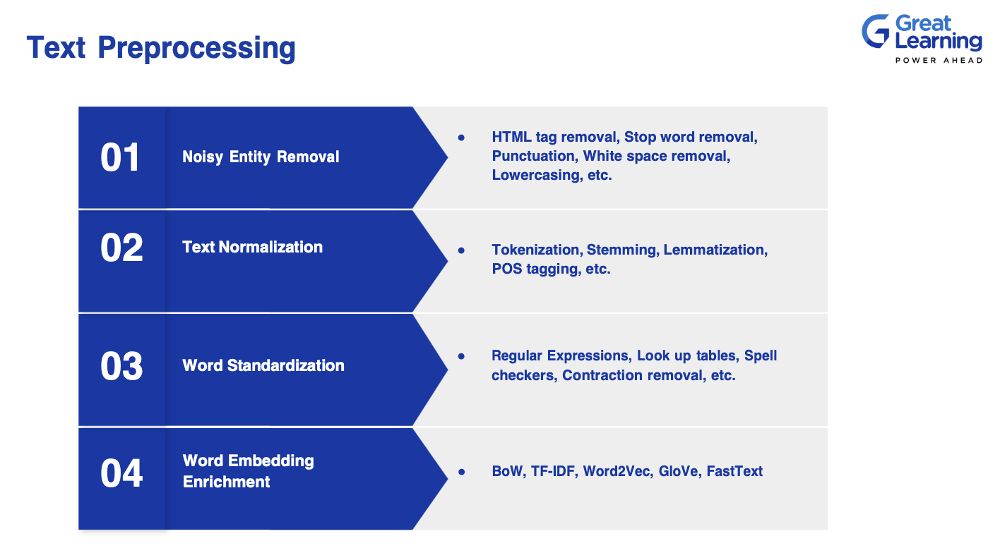 Text Preprocessing
Great
Learning
POWER AHEAD
01
Noisy Entity Removal
● HTML tag removal, Stop word removal,
Punctuation, White space removal,
Lowercasing, etc.
02
Text Normalization
● Tokenization, Stemming, Lemmatization,
POS tagging, etc.
03
Word Standardization
● Regular Expressions, Look up tables, Spell
checkers, Contraction removal, etc.
04
Word Embedding
Enrichment
● BoW, TF-IDF, Word2Vec, GloVe, FastText